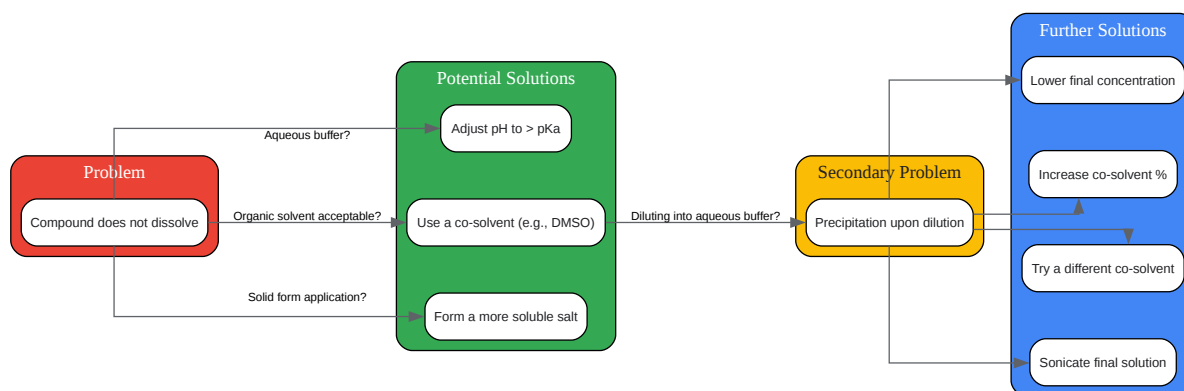 Problem
Compound does not dissolve
Aqueous buffer?
Organic solvent acceptable?
Solid form application?
Potential Solutions
Adjust pH to > pKa
Use a co-solvent (e.g., DMSO)
Form a more soluble salt
Diluting into aqueous buffer?
Secondary Problem
Precipitation upon dilution
Further Solutions
Lower final concentration
Increase co-solvent %
Try a different co-solvent
Sonicate final solution